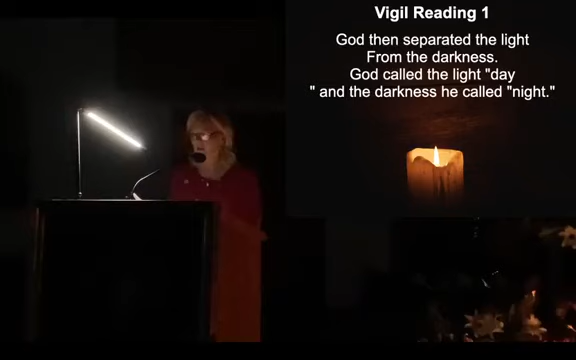 Vigil Reading 1
God then separated the light
From the darkness.
God called the light "day
" and the darkness he called "night."